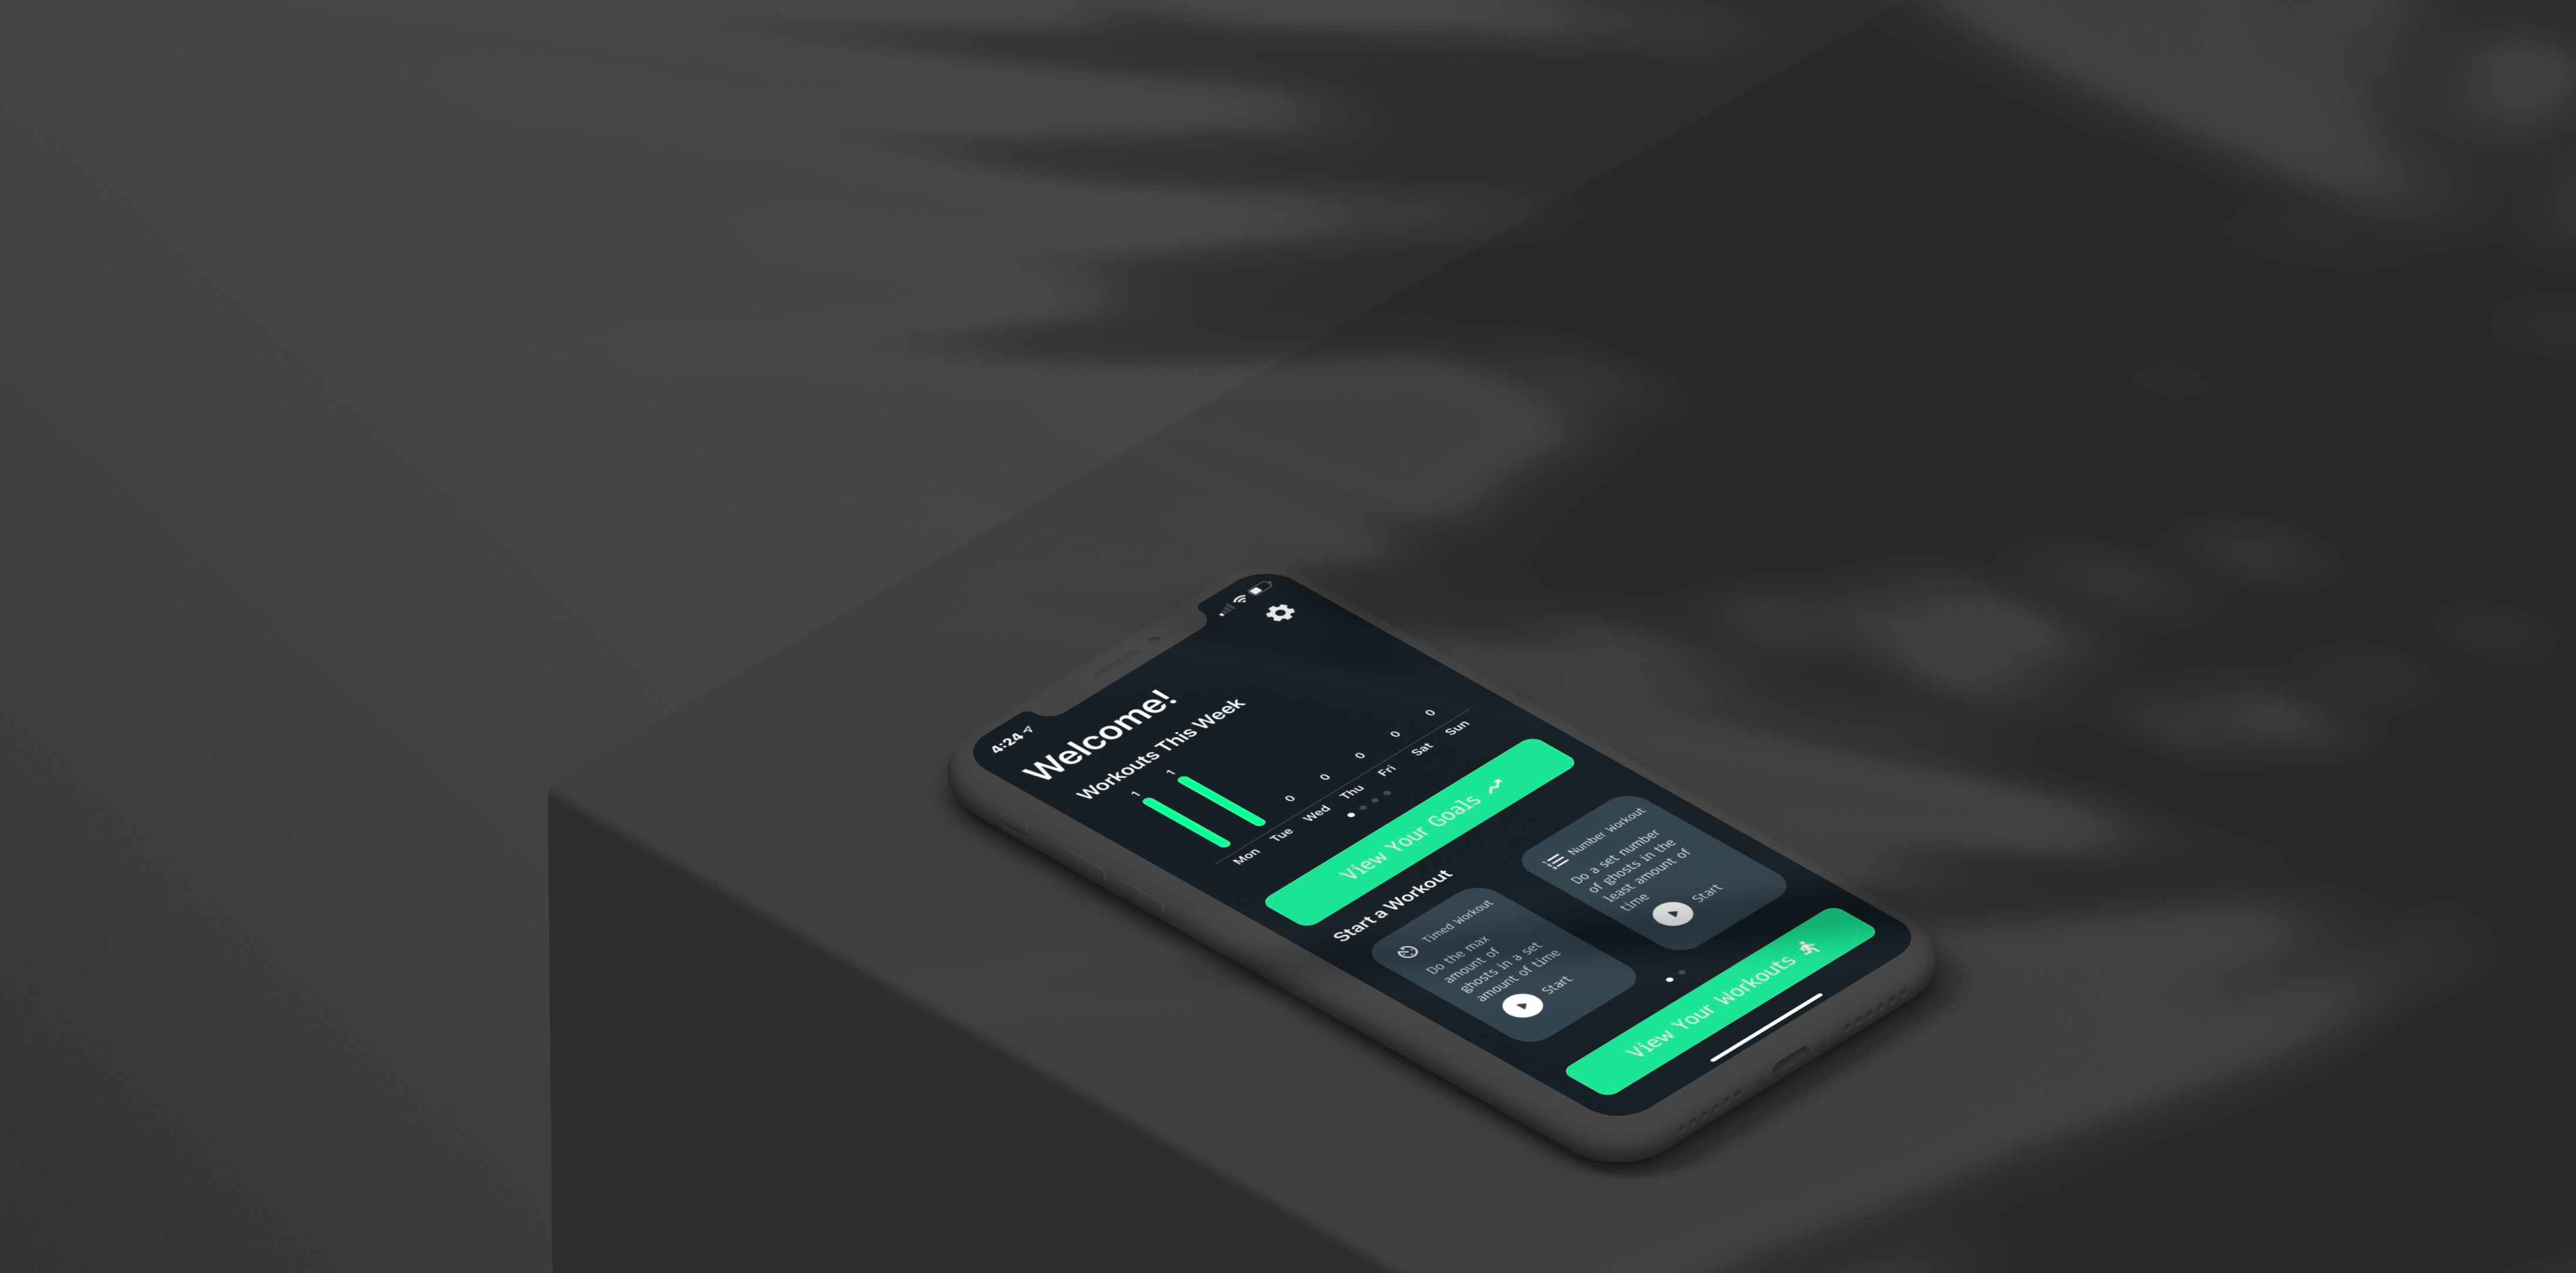 4:24
Welcome!
Workouts This Week
1 1 0 0 0 0 0
Mon Tue Wed Thu Fri Sat Sun
View Your Goals
Start a Workout
Timed Workout
Do the max
amount of
ghosts in a set
amount of time
Start
Number Workout
Do a set number
of ghosts in the
least amount of
time
Start
View Your Workouts